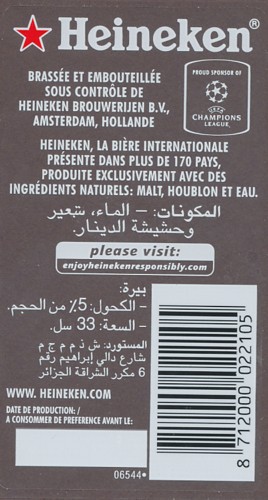 Heineken®
BRASSÉE ET EMBOUTEILLÉE
SOUS CONTRÔLE DE
HEINEKEN BROUWERIJEN B.V.,
AMSTERDAM, HOLLANDE
PROUD SPONSOR OF
UEFA
CHAMPIONS
LEAGUE
HEINEKEN, LA BIÈRE INTERNATIONALE
PRÉSENTE DANS PLUS DE 170 PAYS,
PRODUITE EXCLUSIVEMENT AVEC DES
INGRÉDIENTS NATURELS: MALT, HOUBLON ET EAU.
المكونات: – الماء، شعير
وحشيشة الدينار.
please visit:
enjoyheinekenresponsibly.com
بيرة:
- الكحول: 5٪ من الحجم.
- السعة: 33 سل.
المستورد: ش ذ م م ج م
شارع دالي إبراهيم رقم
6 مكرر الشراقة الجزائر
WWW. HEINEKEN.COM
DATE DE PRODUCTION: /
A CONSOMMER DE PREFERENCE AVANT LE:
06544•
8 712000 022105